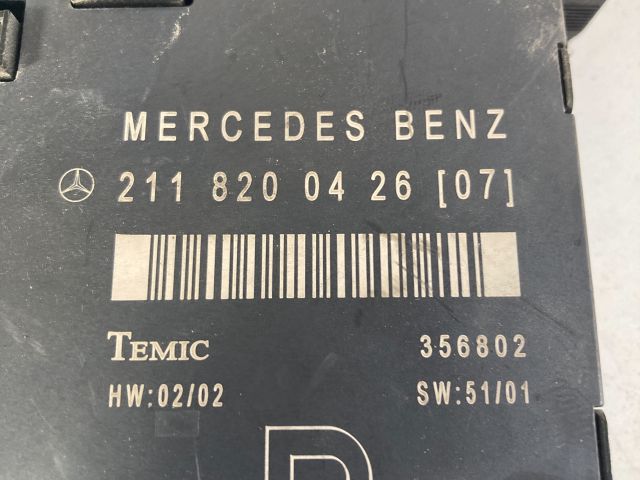 MERCEDES BENZ
211 820 04 26 [07]
TEMIC 356802
HW:02/02 SW:51/01
R